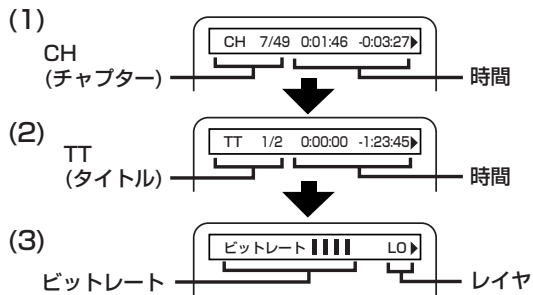 (1)
CH 7/49 0:01:46 -0:03:27
CH
(チャプター)
時間
(2)
TT 1/2 0:00:00 -1:23:45
TT
(タイトル)
時間
(3)
ビットレート LO
ビットレート
レイヤ